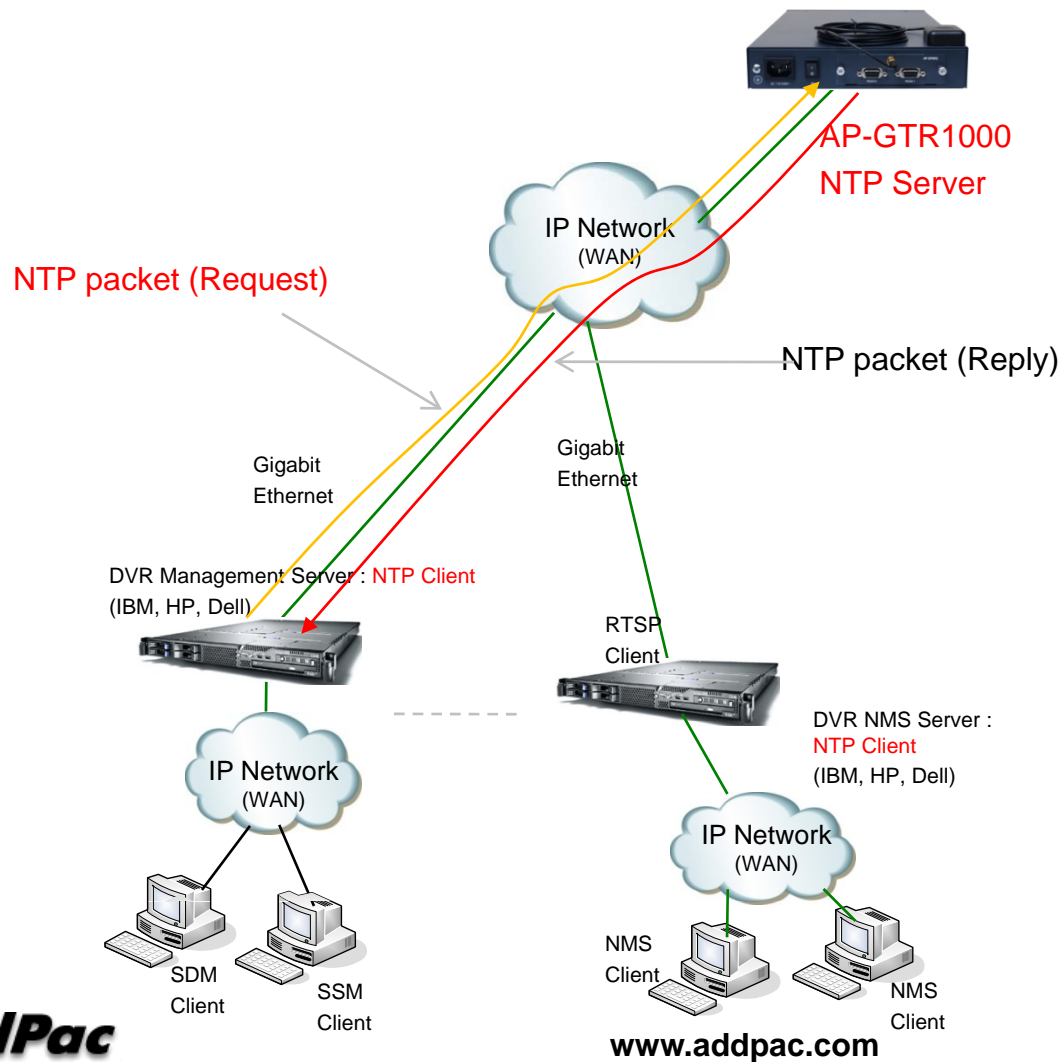 AP-GTR1000
NTP Server
IP Network
(WAN)
NTP packet (Request)
NTP packet (Reply)
Gigabit
Ethernet
Gigabit
Ethernet
DVR Management Server : NTP Client
(IBM, HP, Dell)
RTSP
Client
DVR NMS Server :
NTP Client
(IBM, HP, Dell)
IP Network
(WAN)
IP Network
(WAN)
SDM
Client
SSM
Client
NMS
Client
NMS
Client
www.addpac.com